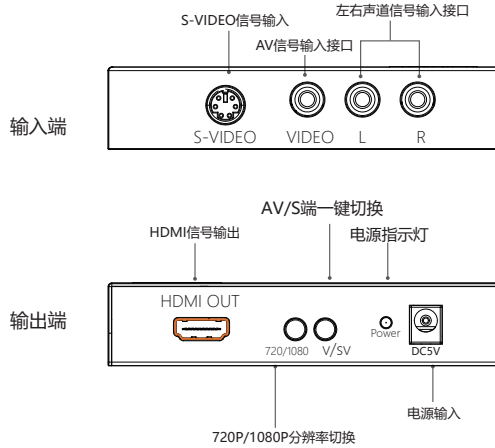 左右声道信号输入接口
S-VIDEO信号输入
AV信号输入接口
输入端
S-VIDEO VIDEO L R
AV/S端一键切换
HDMI信号输出 电源指示灯
输出端
HDMI OUT
720/1080 V/SV Power DC5V
电源输入
720P/1080P分辨率切换